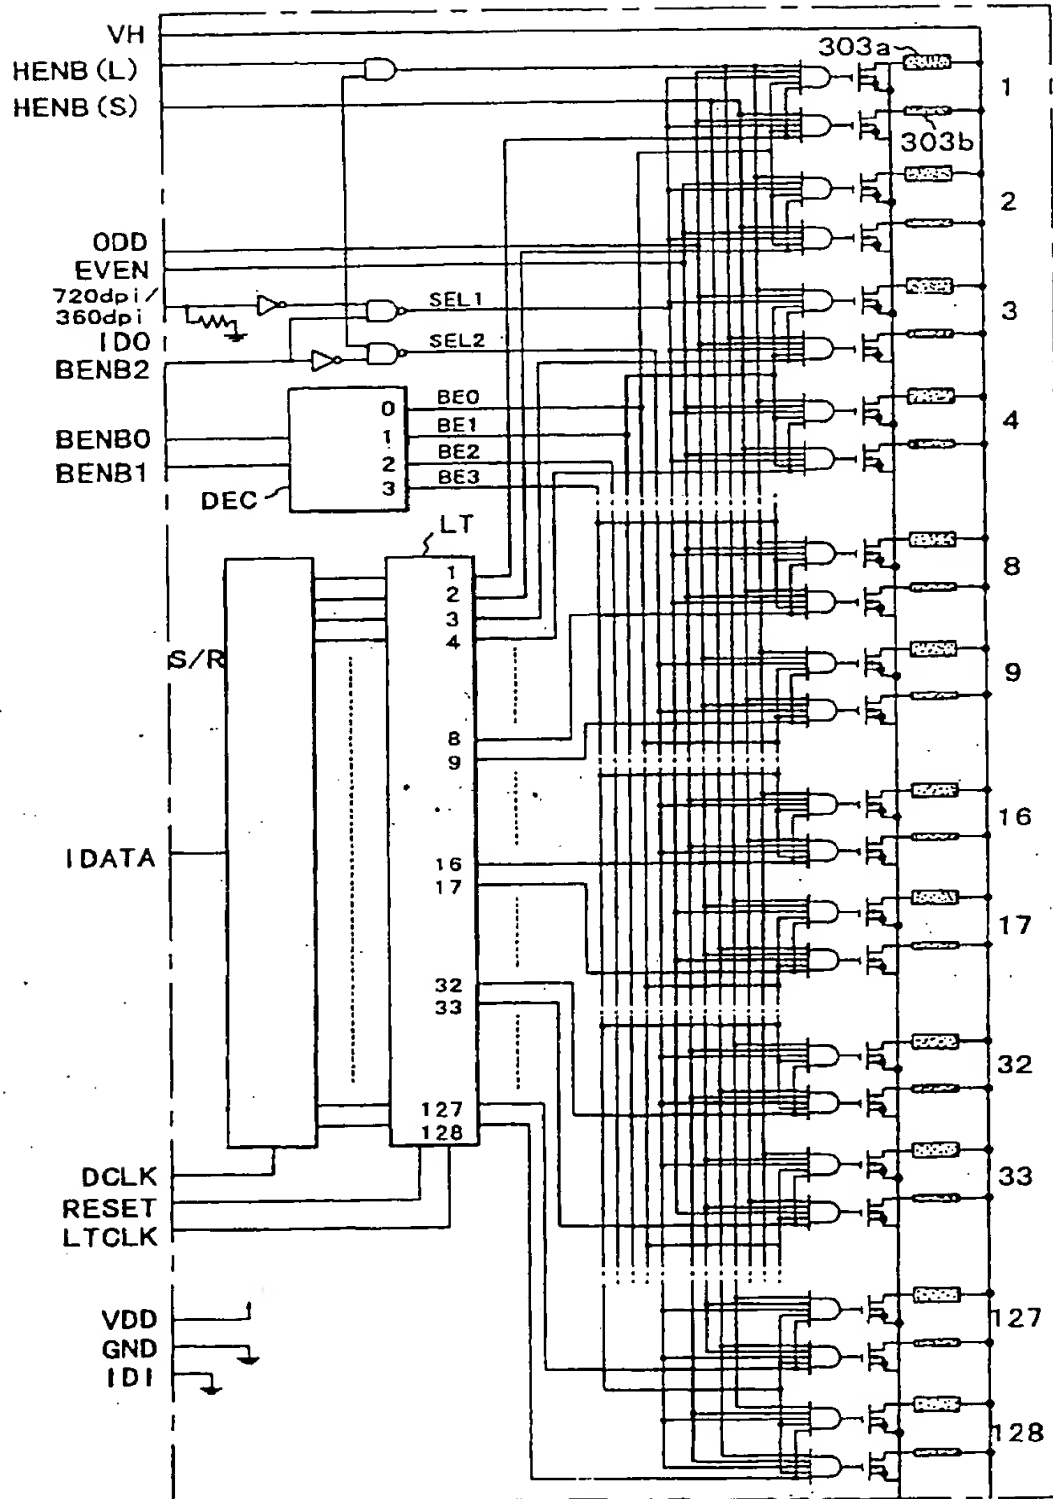 VH
HENB(L)
HENB(S)
ODD
EVEN
720dpi/
360dpi
ID0
BENB2
BENB0
BENB1
SEL1
SEL2
0
1
2
3
BE0
BE1
BE2
BE3
DEC
LT
1
2
3
4
8
9
16
17
32
33
127
128
S/R
IDATA
DCLK
RESET
LTCLK
VDD
GND
IDI
303a
303b
1
2
3
4
8
9
16
17
32
33
127
128